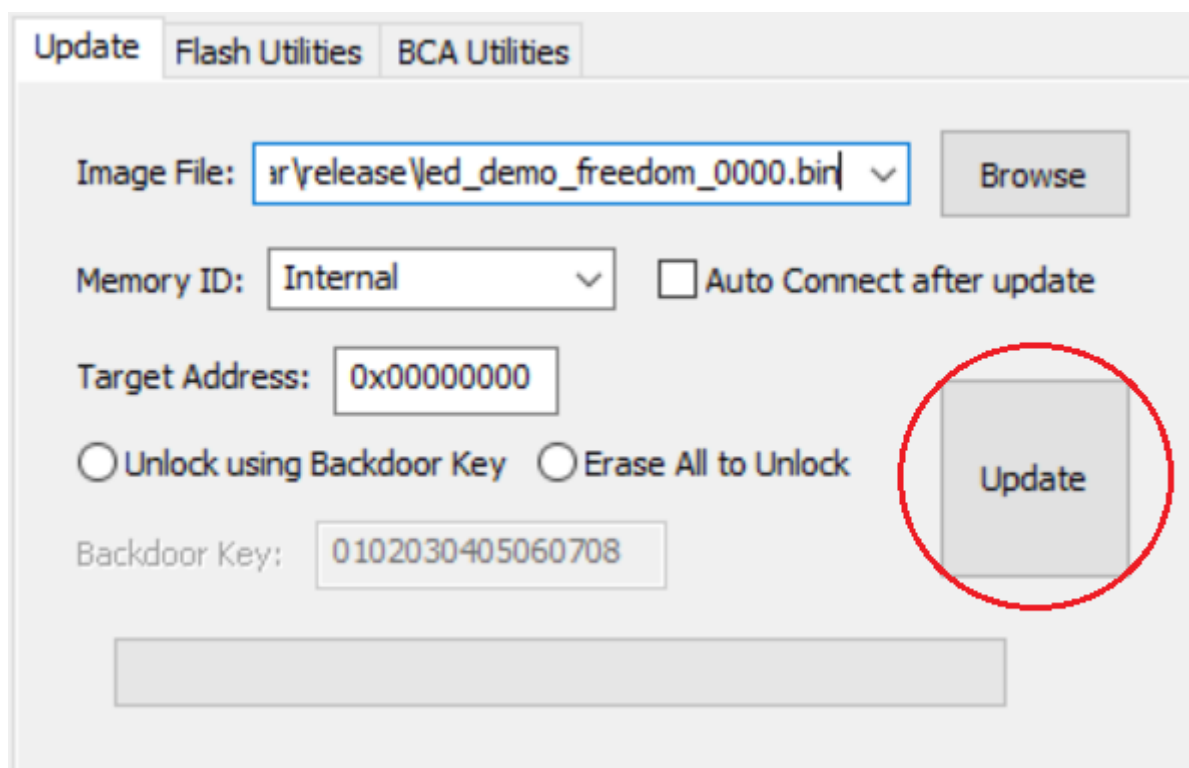 Update Flash Utilities BCA Utilities
Image File: ar\release\led_demo_freedom_0000.bin Browse
Memory ID: Internal Auto Connect after update
Target Address: 0x00000000
Unlock using Backdoor Key Erase All to Unlock Update
Backdoor Key: 0102030405060708